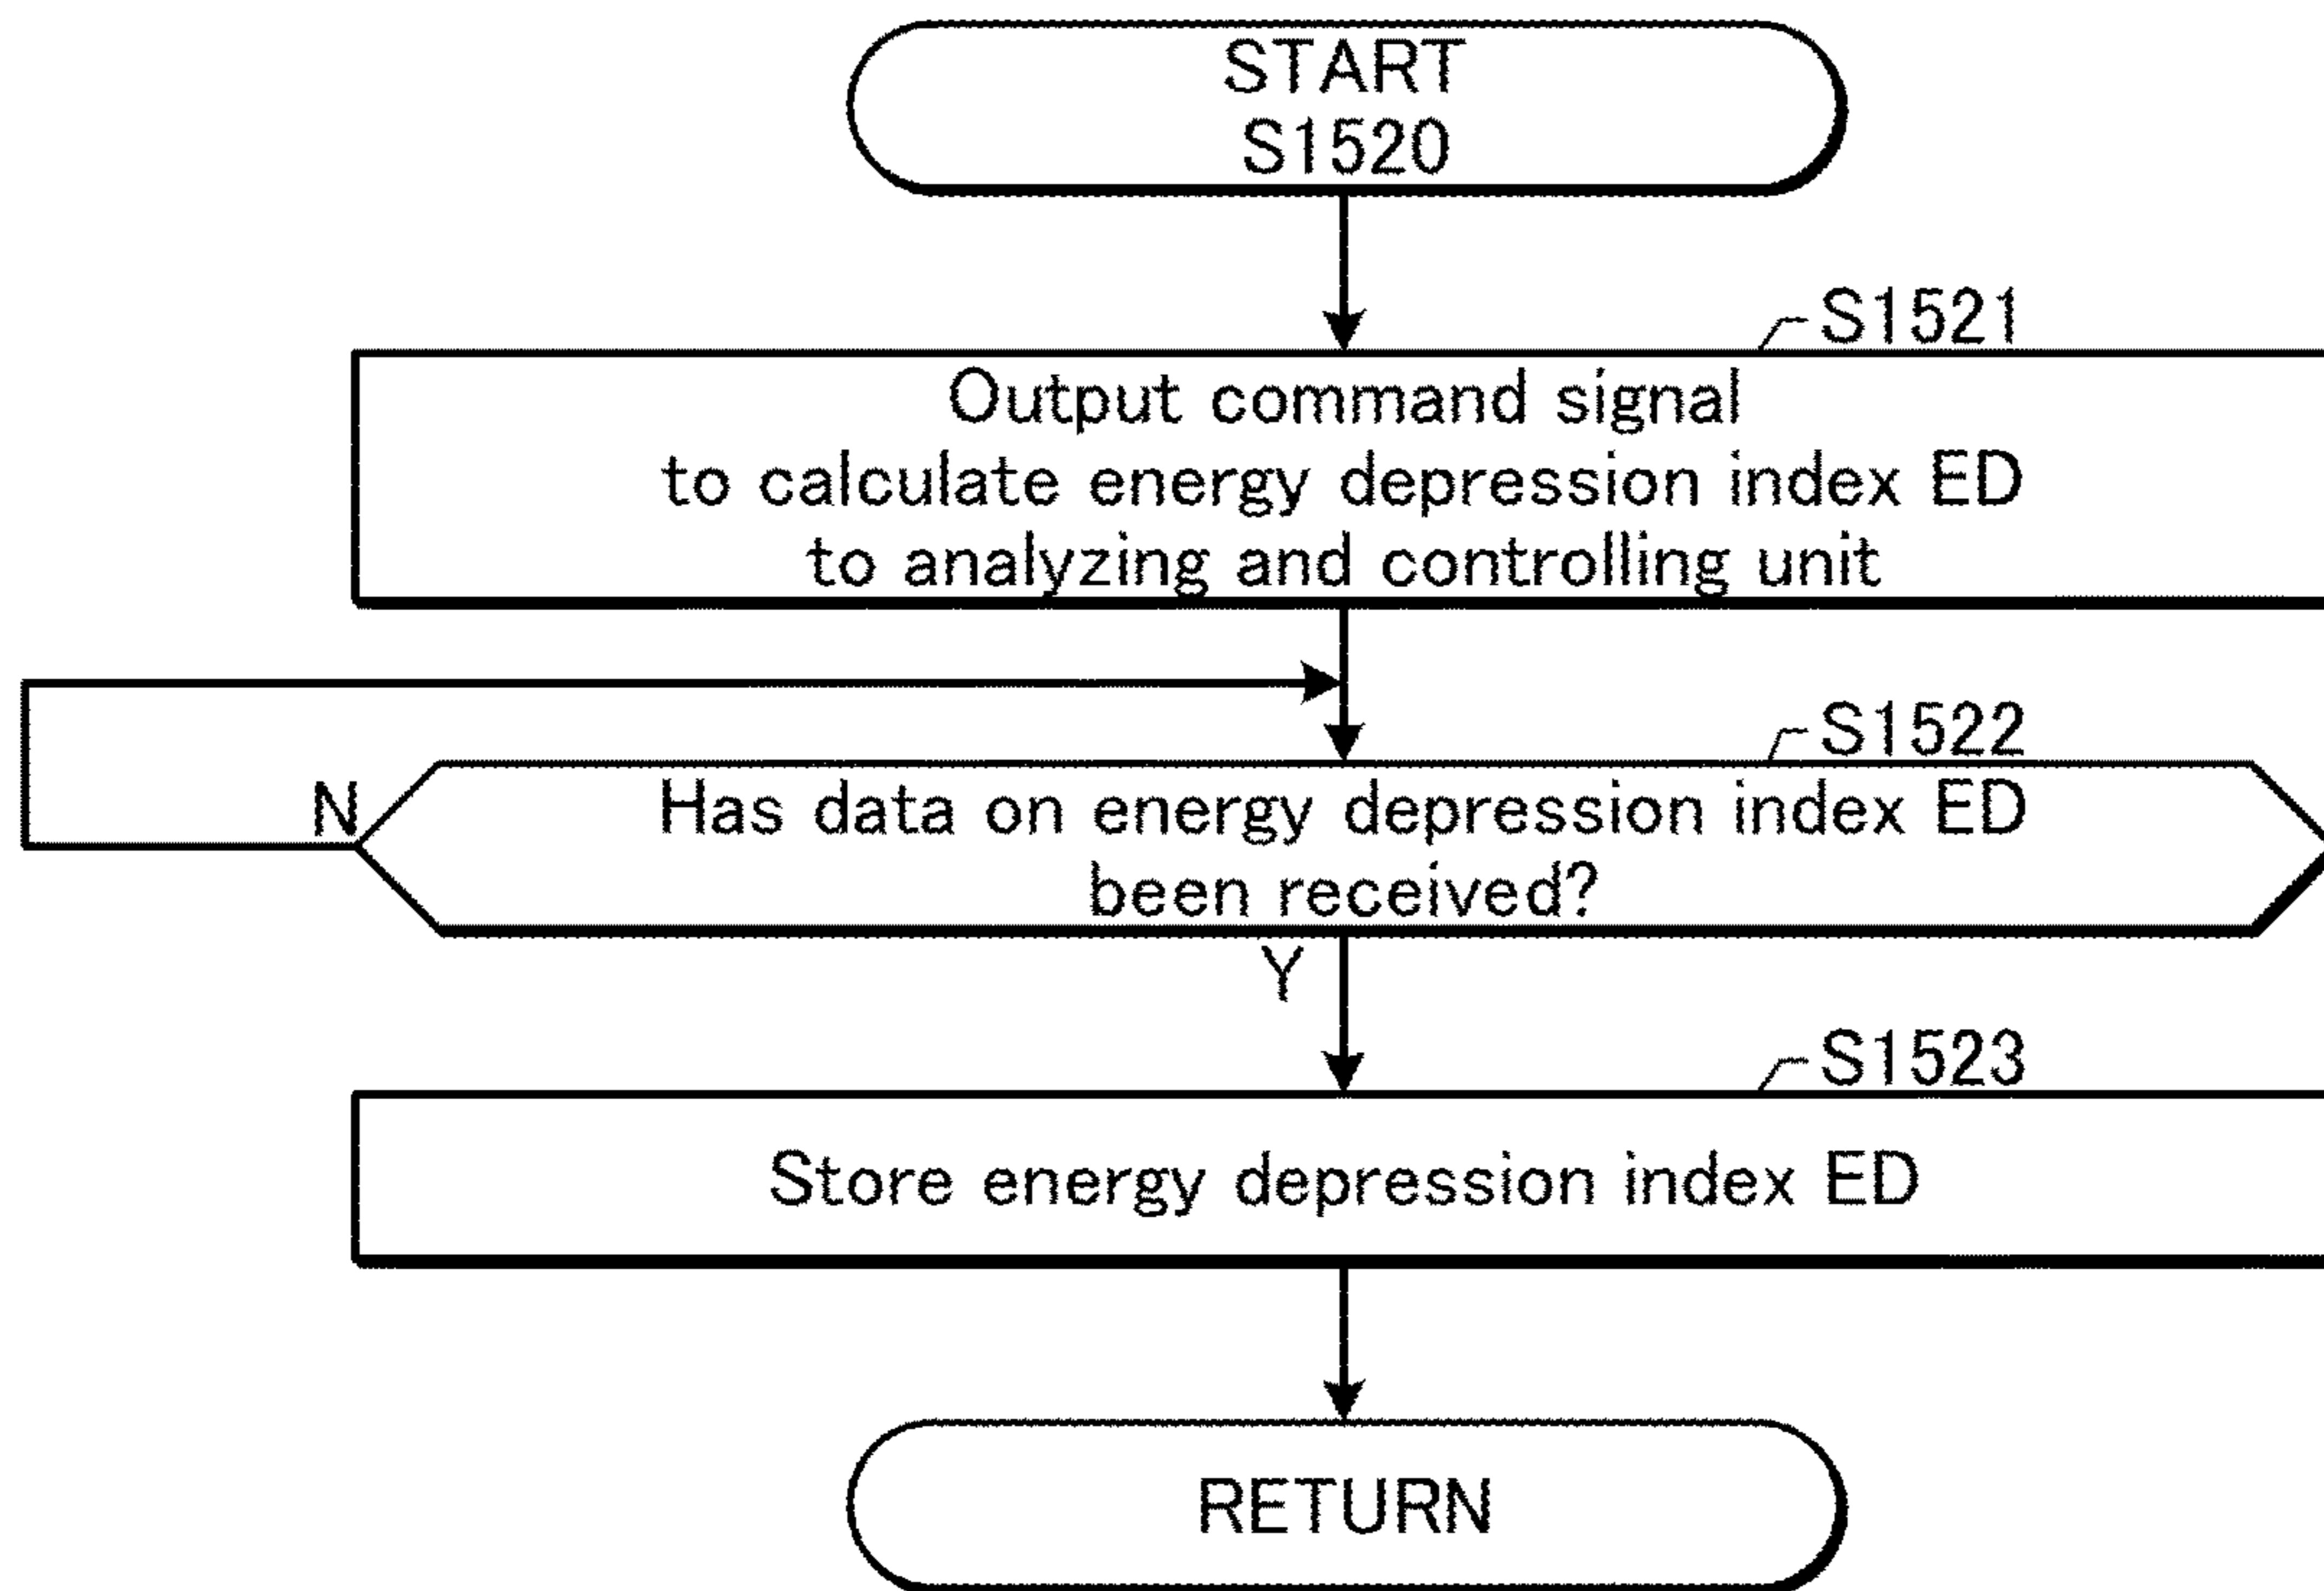 START
S1520
S1521
Output command signal
to calculate energy depression index ED
to analyzing and controlling unit
S1522
N
Has data on energy depression index ED
been received?
Y
S1523
Store energy depression index ED
RETURN